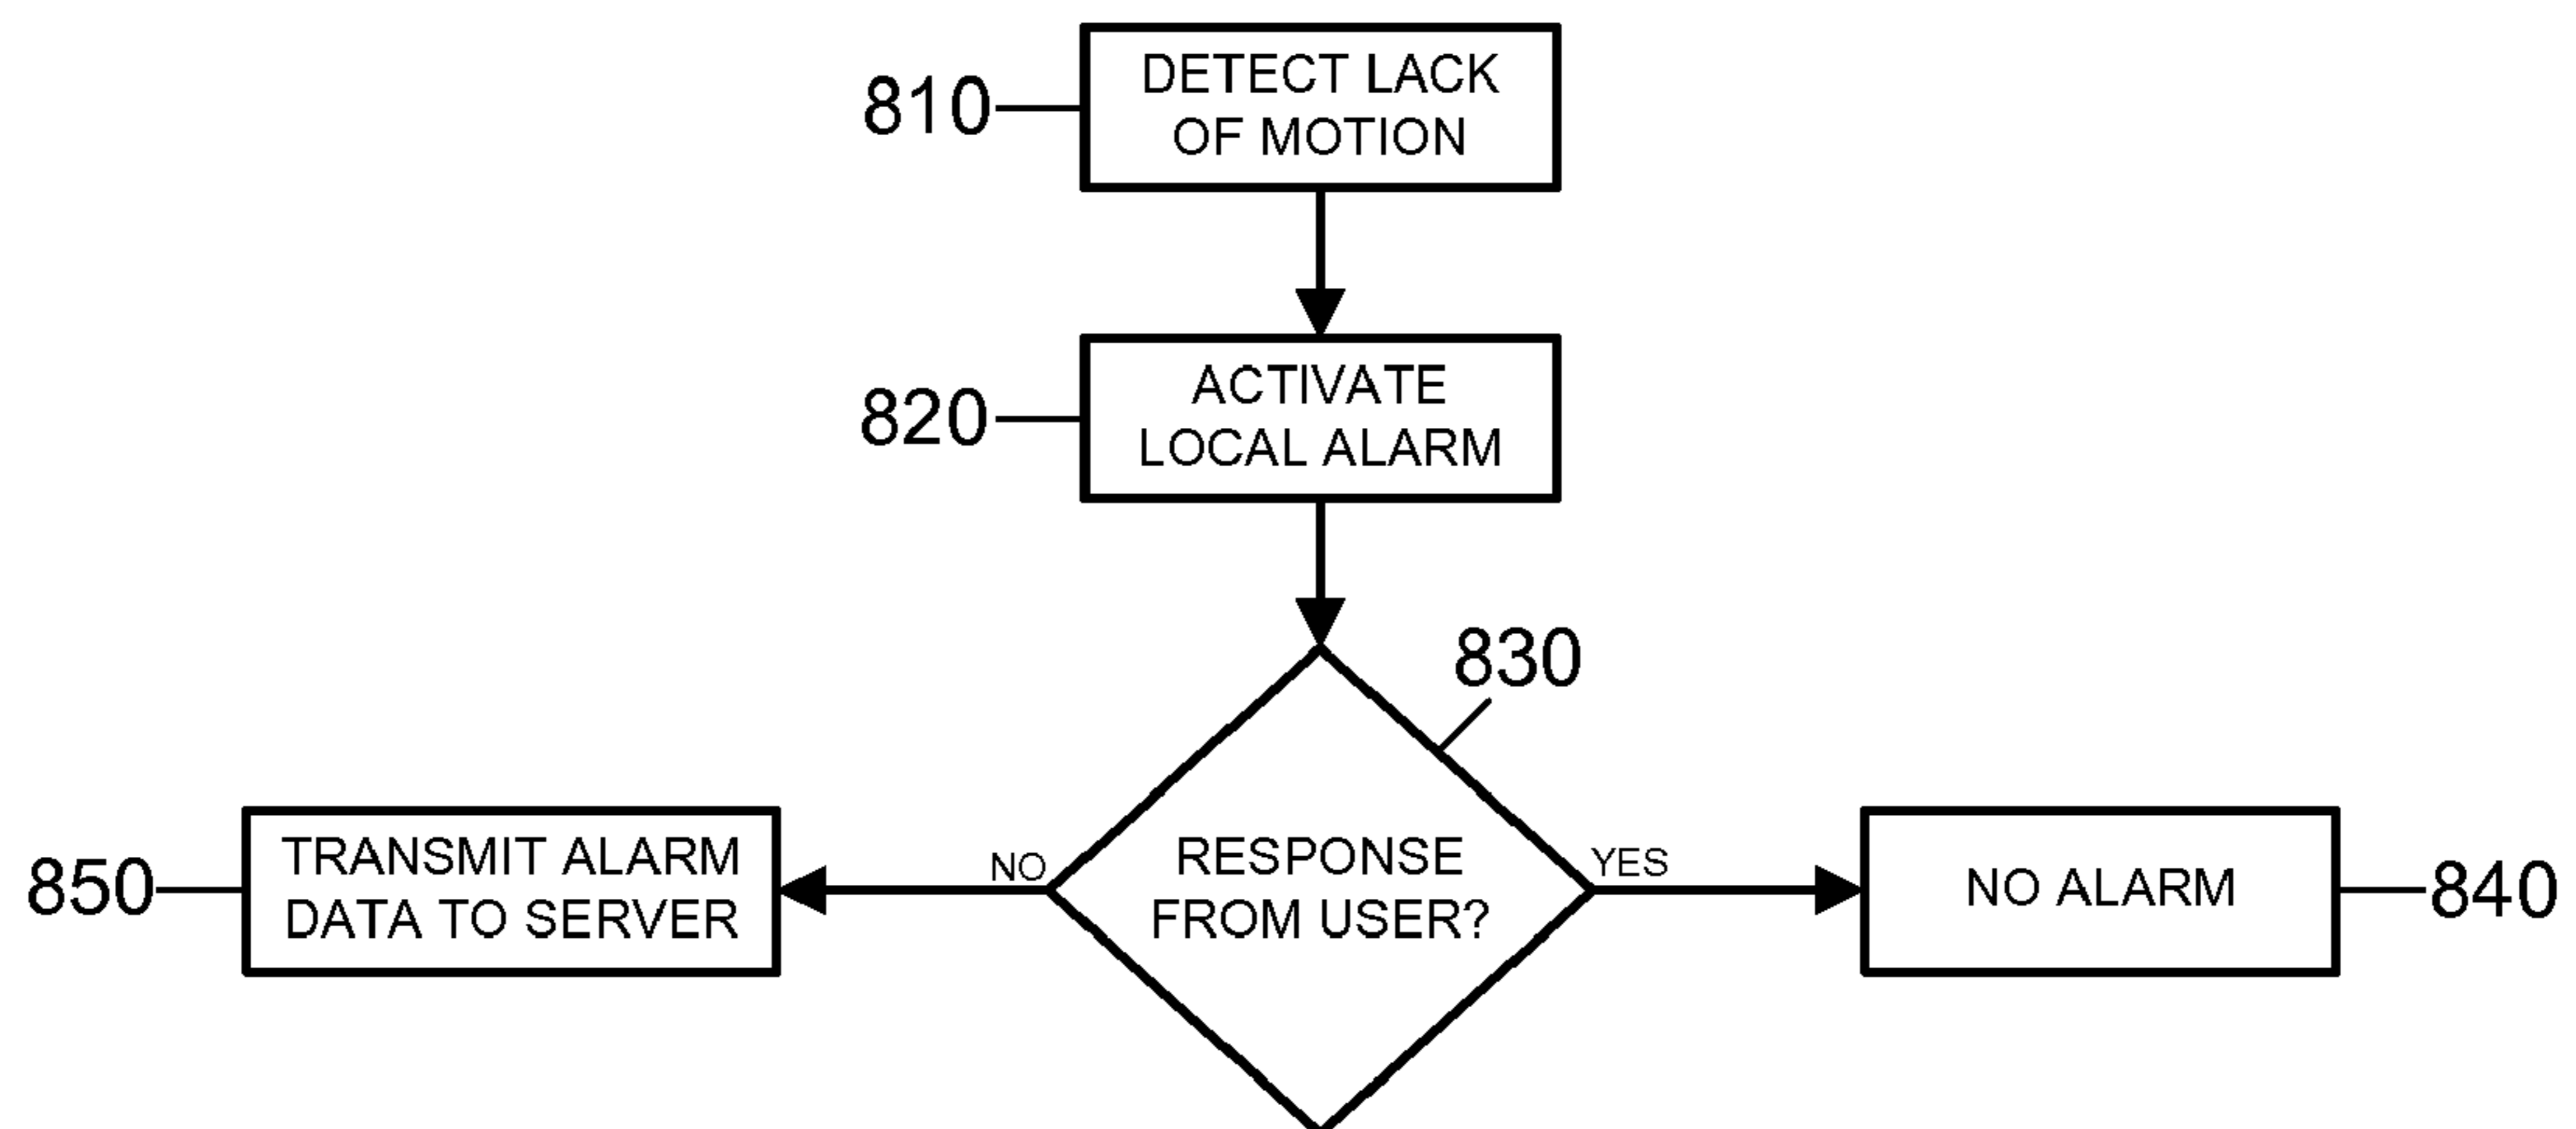 810
DETECT LACK
OF MOTION
820
ACTIVATE
LOCAL ALARM
830
RESPONSE
FROM USER?
NO
YES
850
TRANSMIT ALARM
DATA TO SERVER
NO ALARM
840